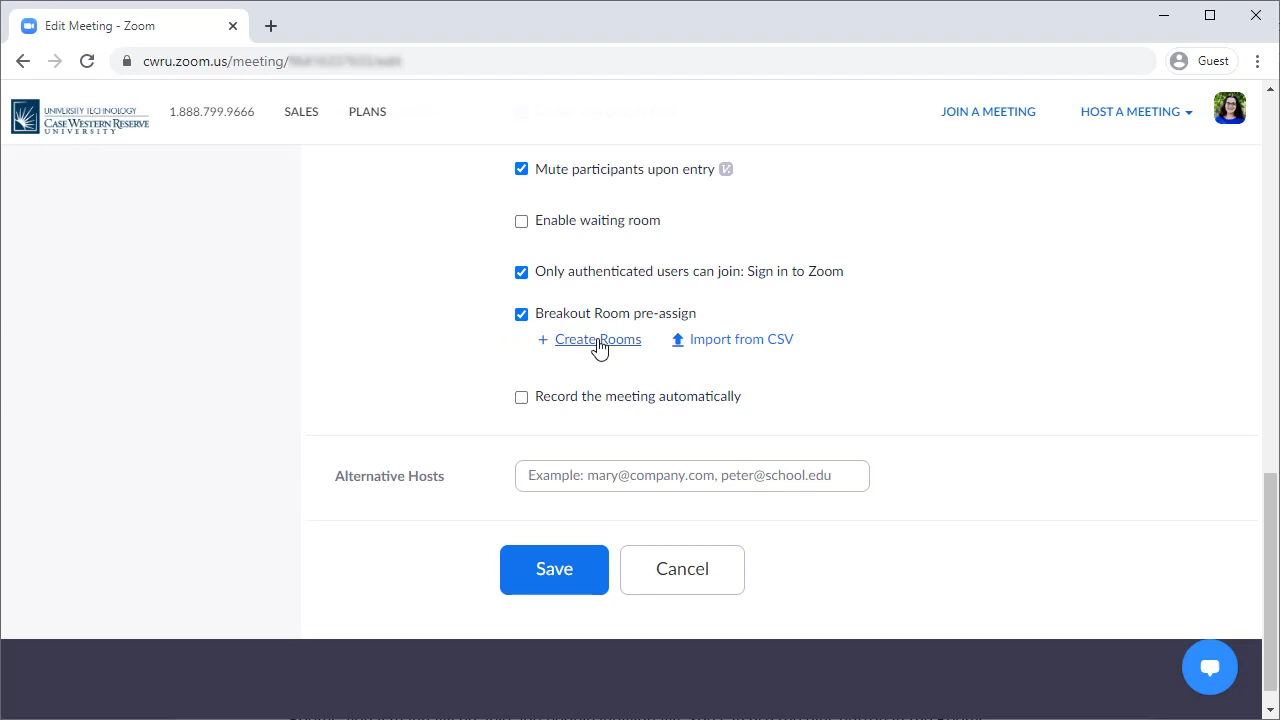 Edit Meeting - Zoom
cwru.zoom.us/meeting/
Guest
UNIVERSITY TECHNOLOGY
CASE WESTERN RESERVE
UNIVERSITY
1.888.799.9666
SALES
PLANS
JOIN A MEETING
HOST A MEETING
Mute participants upon entry
Enable waiting room
Only authenticated users can join: Sign in to Zoom
Breakout Room pre-assign
+ Create Rooms
Import from CSV
Record the meeting automatically
Alternative Hosts
Example: mary@company.com, peter@school.edu
Save
Cancel